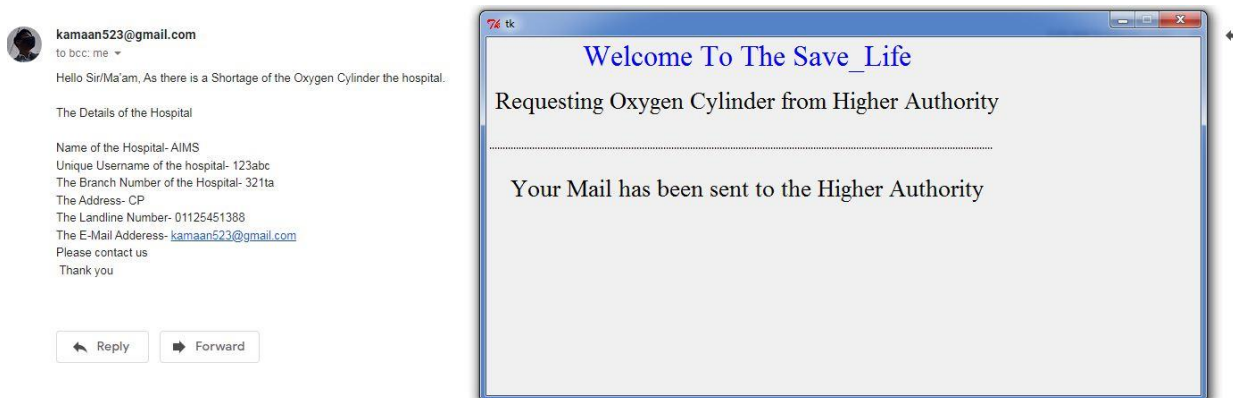 kamaan523@gmail.com
to bcc: me
Hello Sir/Ma'am, As there is a Shortage of the Oxygen Cylinder the hospital.
The Details of the Hospital
Name of the Hospital- AIMS
Unique Username of the hospital- 123abc
The Branch Number of the Hospital- 321ta
The Address- CP
The Landline Number- 01125451388
The E-Mail Adderess- kamaan523@gmail.com
Please contact us
Thank you
Reply
Forward
tk
Welcome To The Save_Life
Requesting Oxygen Cylinder from Higher Authority
Your Mail has been sent to the Higher Authority